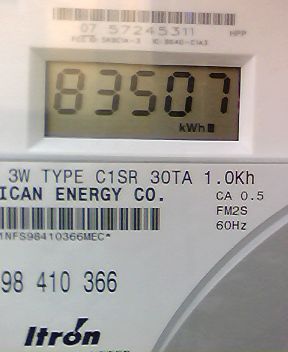 07 57245311 HPP
83507
kWh
3W TYPE C1SR 30TA 1.0Kh
ICAN ENERGY CO. CA 0.5
FM2S
60Hz
1NFS98410366MEC*
98 410 366
Itron